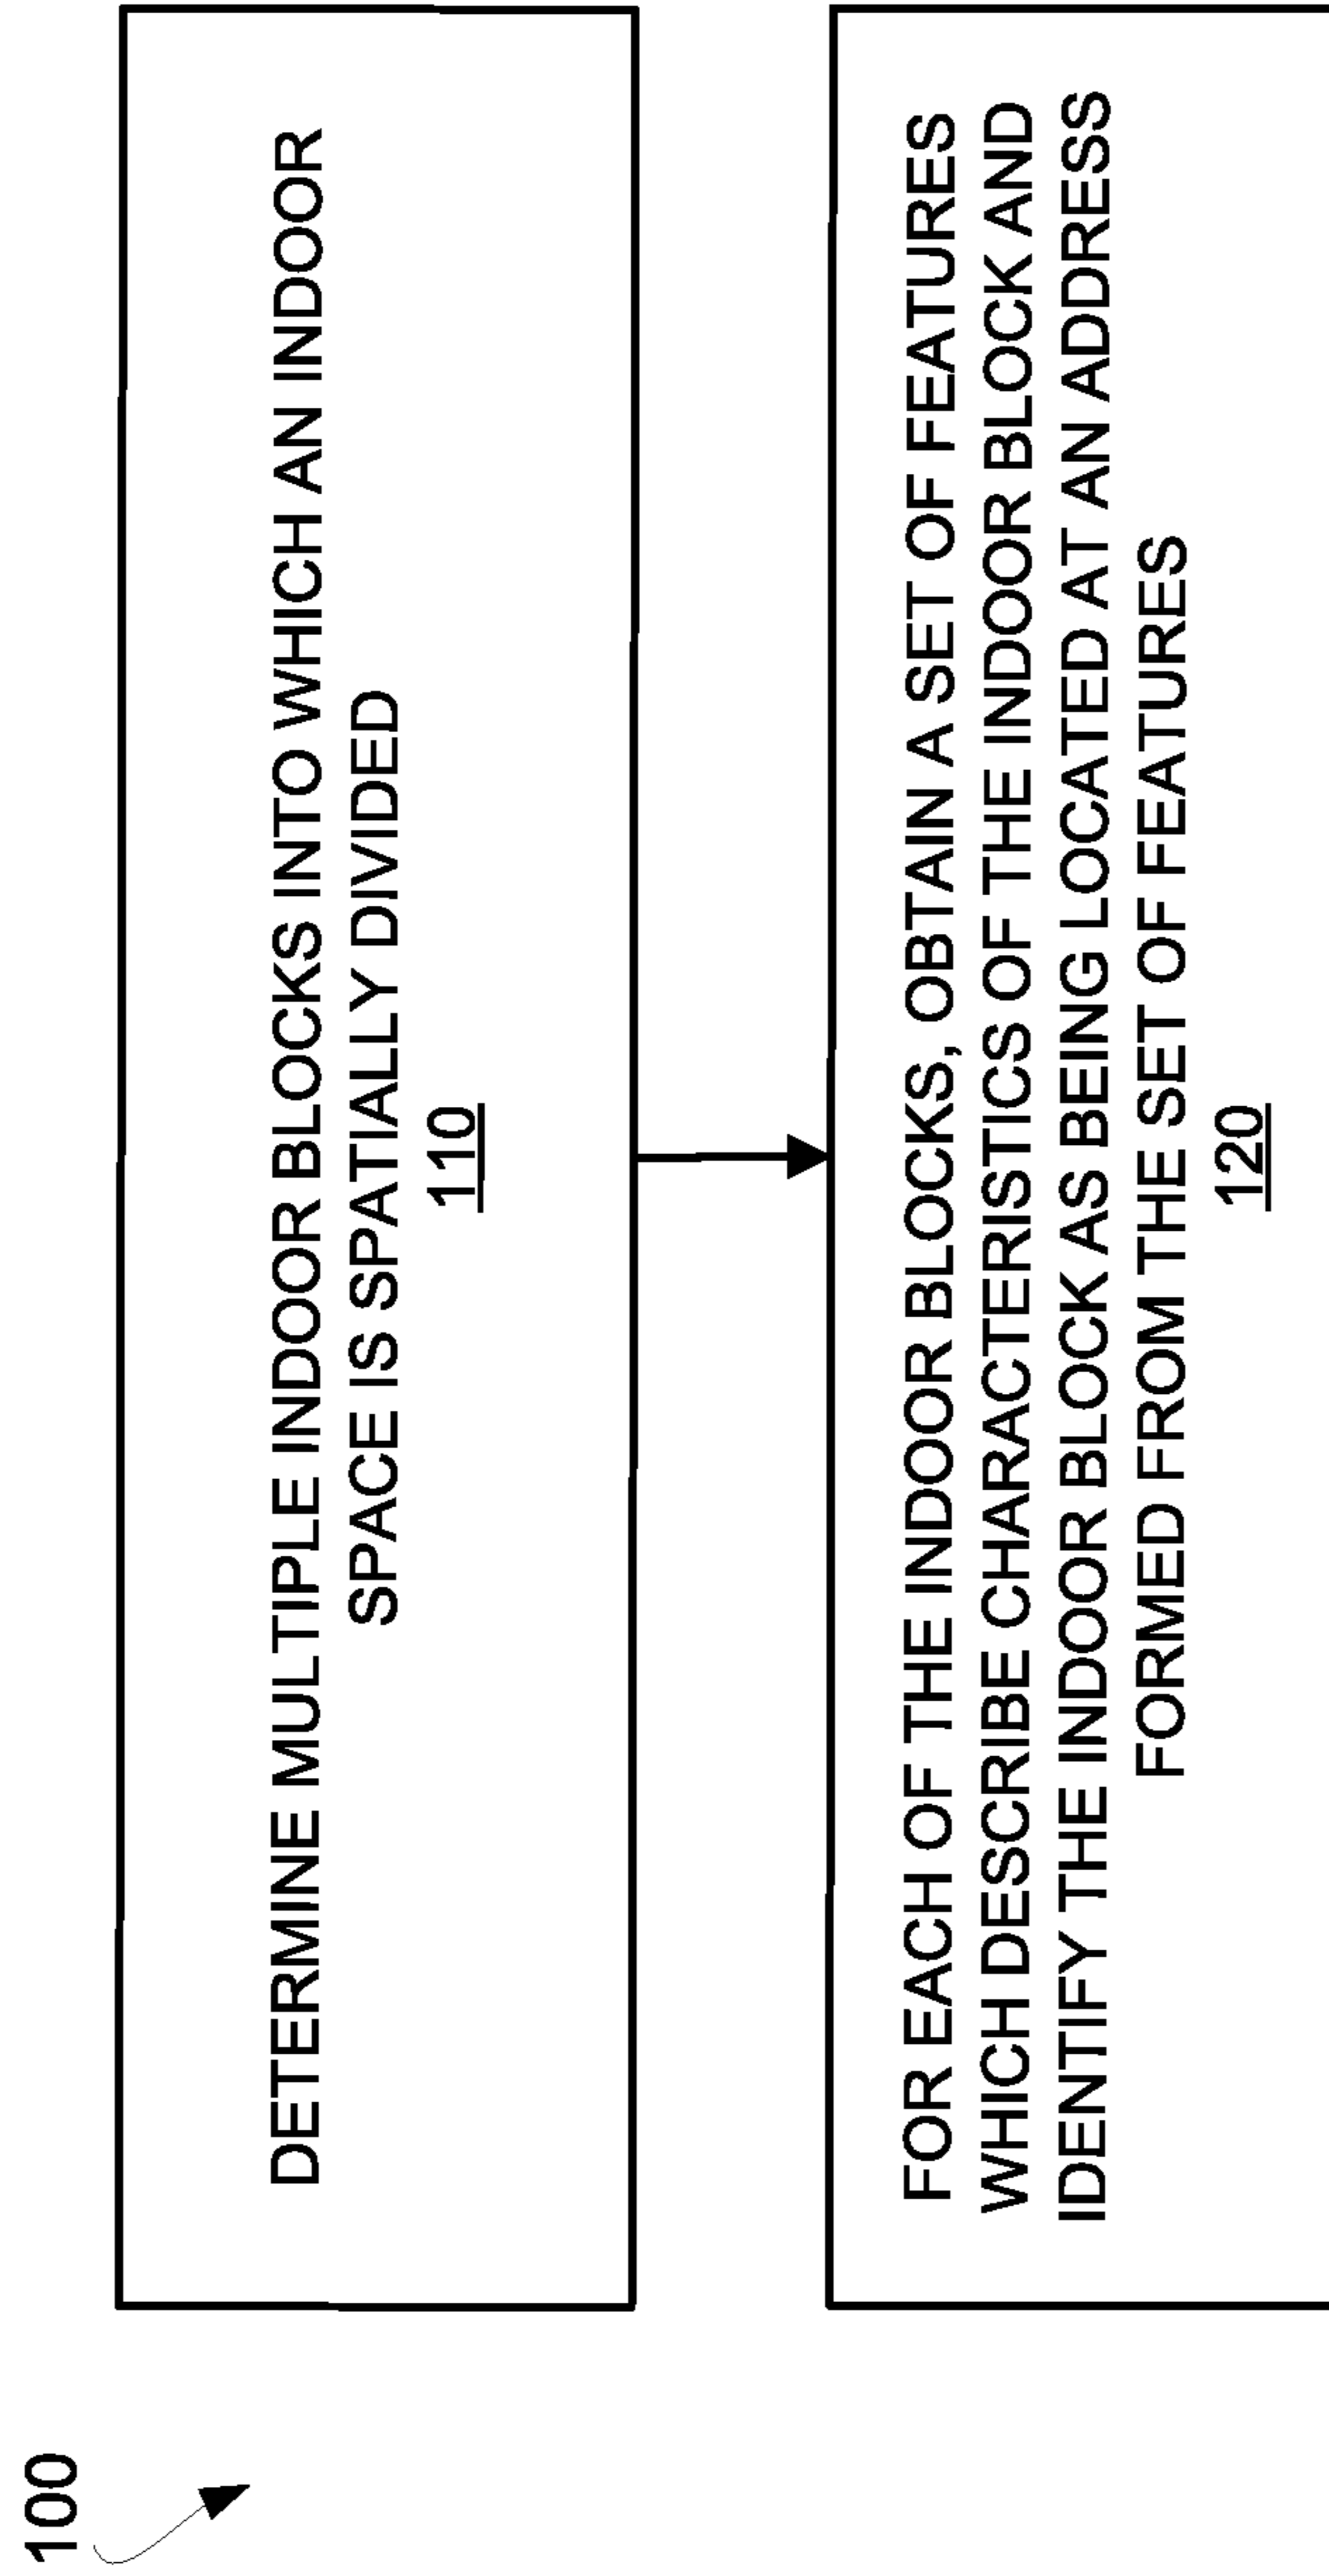 100
DETERMINE MULTIPLE INDOOR BLOCKS INTO WHICH AN INDOOR
SPACE IS SPATIALLY DIVIDED
110
FOR EACH OF THE INDOOR BLOCKS, OBTAIN A SET OF FEATURES
WHICH DESCRIBE CHARACTERISTICS OF THE INDOOR BLOCK AND
IDENTIFY THE INDOOR BLOCK AS BEING LOCATED AT AN ADDRESS
FORMED FROM THE SET OF FEATURES
120